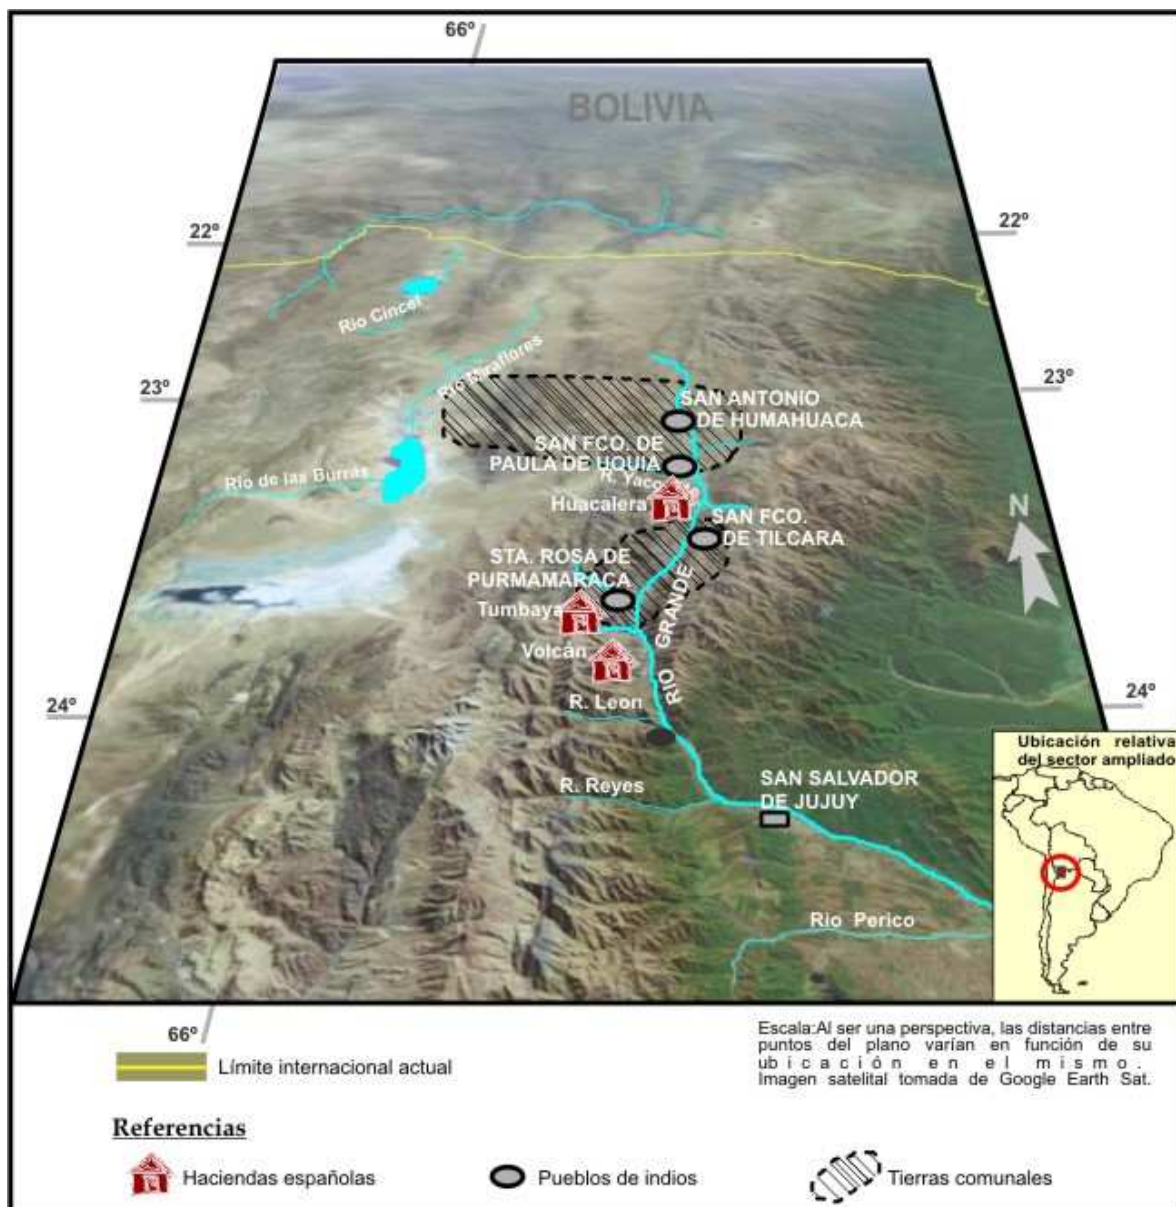 66º
BOLIVIA
22º
22º
Rio Cincel
Rio Miraflores
23º
23º
SAN ANTONIO
DE HUMAHUACA
SAN FCO. DE
PAULA DE UQUIA
Rio de las Burras
R. Yaco
Huacalera
SAN FCO.
DE TILCARA
N
STA. ROSA DE
PURMAMARACA
Tumbaya
RIO GRANDE
Volcán
R. Leon
24º
24º
Ubicación relativa
del sector ampliado
R. Reyes
SAN SALVADOR
DE JUJUY
Rio Perico
66º
Escala:Al ser una perspectiva, las distancias entre
puntos del plano varían en función de su
ubicación en el mismo.
Imagen satelital tomada de Google Earth Sat.
Límite internacional actual
Referencias
Haciendas españolas
Pueblos de indios
Tierras comunales